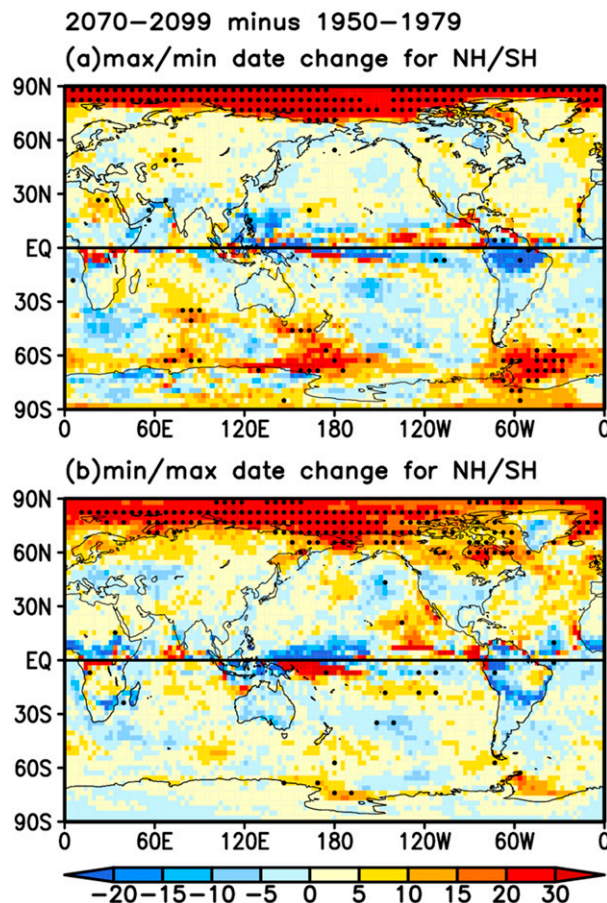 2070−2099 minus 1950−1979
(a)max/min date change for NH/SH
90N
60N
30N
EQ
30S
60S
90S
0 60E 120E 180 120W 60W 0
(b)min/max date change for NH/SH
90N
60N
30N
EQ
30S
60S
90S
0 60E 120E 180 120W 60W 0
−20 −15 −10 −5 0 5 10 15 20 30